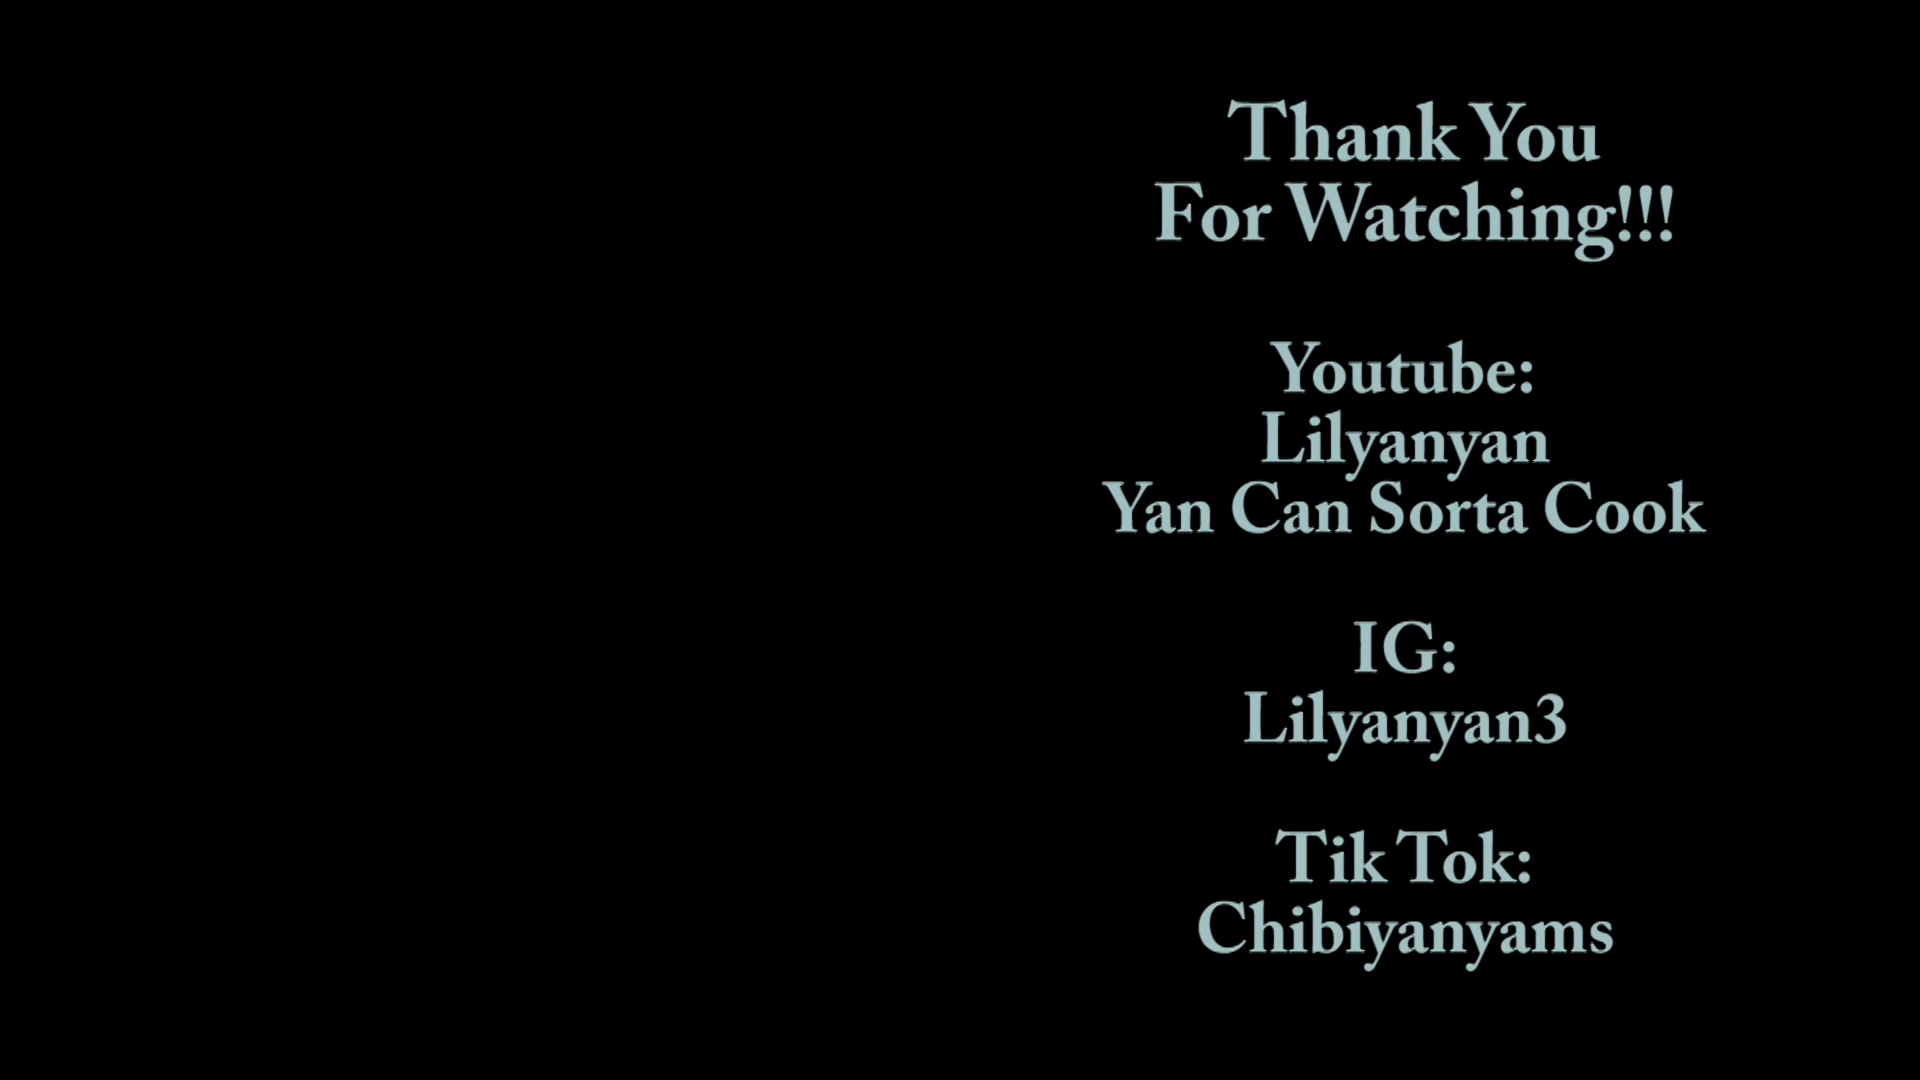 Thank You
For Watching!!!
Youtube:
Lilyanyan
Yan Can Sorta Cook
IG:
Lilyanyan3
Tik Tok:
Chibiyanyams